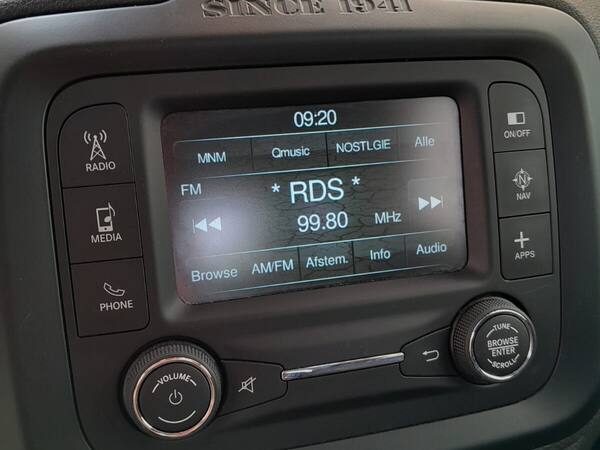 SINCE 1941
RADIO
MEDIA
PHONE
09:20
MNM Qmusic NOSTLGIE Alle
FM
* RDS *
99.80 MHz
Browse AM/FM Afstem. Info Audio
ON/OFF
N
NAV
APPS
VOLUME
TUNE
BROWSE
ENTER
SCROLL